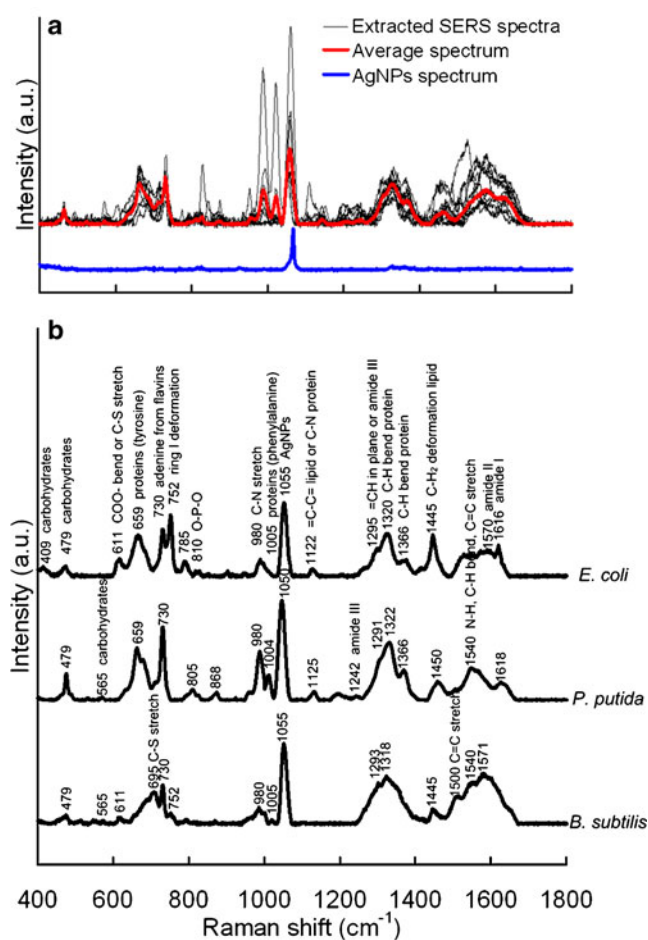 a
Extracted SERS spectra
Average spectrum
AgNPs spectrum
Intensity (a.u.)
b
Intensity (a.u.)
409 carbohydrates
479 carbohydrates
611 COO- bend or C-S stretch
659 proteins (tyrosine)
730 adenine from flavins
752 ring I deformation
785
810 O-P-O
980 C-N stretch
1005 proteins (phenylalanine)
1055 AgNPs
1122 =C-C= lipid or C-N protein
1295 =CH in plane or amide III
1320 C-H bend protein
1366 C-H bend protein
1445 C-H₂ deformation lipid
1570 amide II
1616 amide I
E. coli
479
565 carbohydrates
659
730
805
868
980
1004
1050
1125
1242 amide III
1291
1322
1366
1450
1540 N-H, C-H bend, C=C stretch
1618
P. putida
479
565
611
695 C-S stretch
730
752
980
1005
1055
1293
1318
1445
1500 C=C stretch
1540
1571
B. subtilis
400 600 800 1000 1200 1400 1600 1800
Raman shift (cm⁻¹)